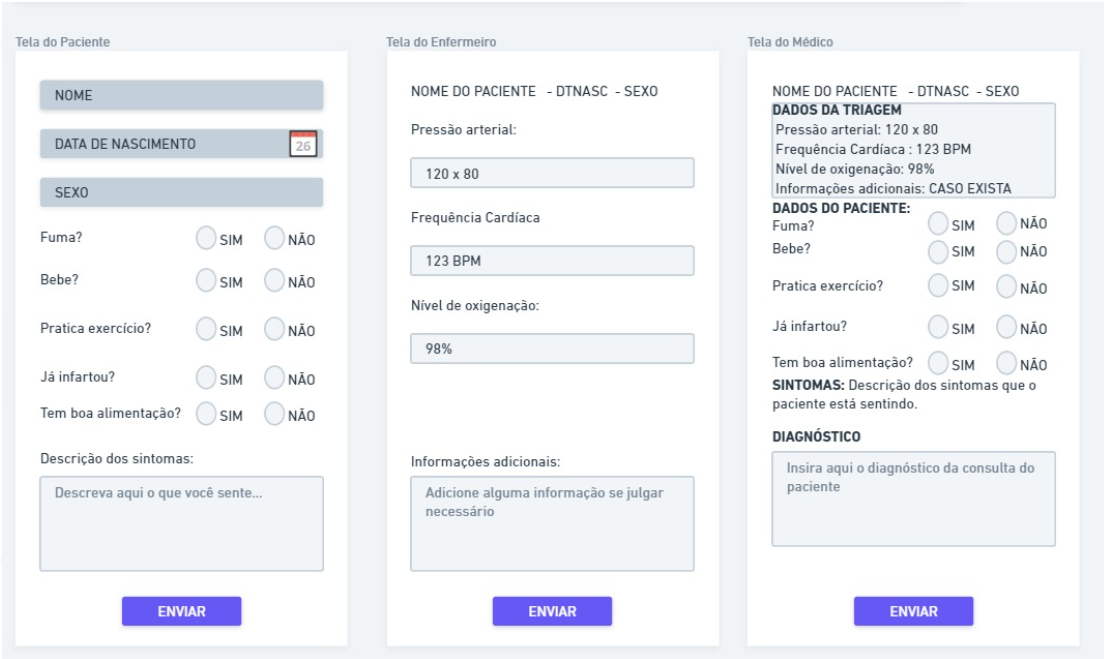 Tela do Paciente
NOME
DATA DE NASCIMENTO 26
SEXO
Fuma? SIM NÃO
Bebe? SIM NÃO
Pratica exercício? SIM NÃO
Já infartou? SIM NÃO
Tem boa alimentação? SIM NÃO
Descrição dos sintomas:
Descreva aqui o que você sente...
ENVIAR
Tela do Enfermeiro
NOME DO PACIENTE - DTNASC - SEXO
Pressão arterial:
120 x 80
Frequência Cardíaca
123 BPM
Nível de oxigenação:
98%
Informações adicionais:
Adicione alguma informação se julgar
necessário
ENVIAR
Tela do Médico
NOME DO PACIENTE - DTNASC - SEXO
DADOS DA TRIAGEM
Pressão arterial: 120 x 80
Frequência Cardíaca : 123 BPM
Nível de oxigenação: 98%
Informações adicionais: CASO EXISTA
DADOS DO PACIENTE:
Fuma? SIM NÃO
Bebe? SIM NÃO
Pratica exercício? SIM NÃO
Já infartou? SIM NÃO
Tem boa alimentação? SIM NÃO
SINTOMAS: Descrição dos sintomas que o
paciente está sentindo.
DIAGNÓSTICO
Insira aqui o diagnóstico da consulta do
paciente
ENVIAR